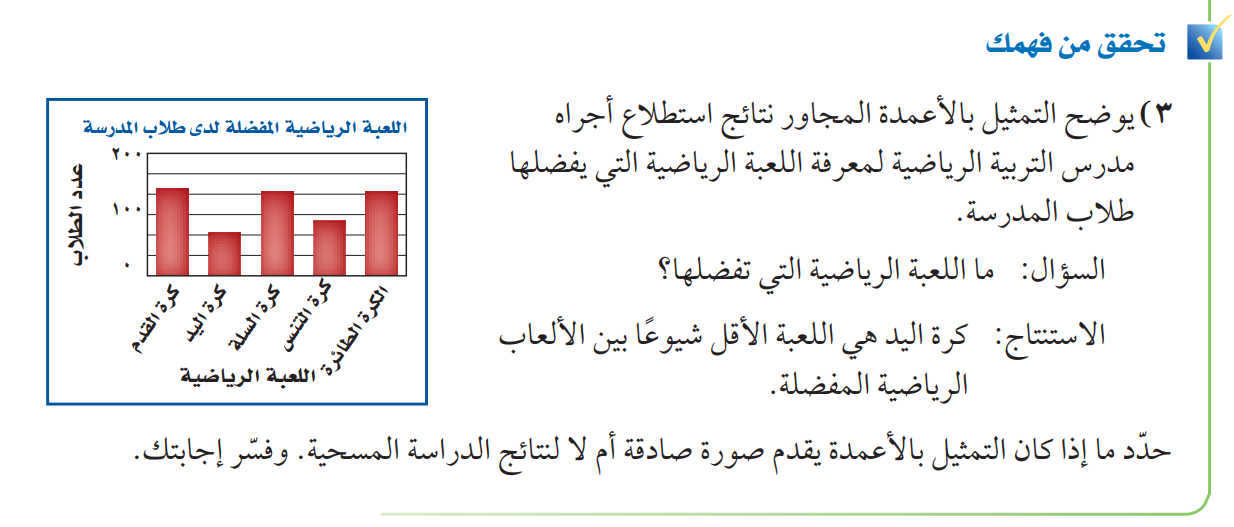 تحقق من فهمك
٣) يوضح التمثيل بالأعمدة المجاور نتائج استطلاع أجراه
مدرس التربية الرياضية لمعرفة اللعبة الرياضية التي يفضلها
طلاب المدرسة.
السؤال: ما اللعبة الرياضية التي تفضلها؟
الاستنتاج: كرة اليد هي اللعبة الأقل شيوعًا بين الألعاب
الرياضية المفضلة.
اللعبة الرياضية المفضلة لدى طلاب المدرسة
عدد الطلاب
٢٠٠
١٠٠
٠
كرة القدم
كرة اليد
كرة السلة
كرة التنس
الكرة الطائرة
اللعبة الرياضية
حدّد ما إذا كان التمثيل بالأعمدة يقدم صورة صادقة أم لا لنتائج الدراسة المسحية. وفسّر إجابتك.